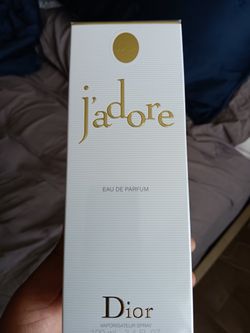 j'adore
EAU DE PARFUM
Dior
VAPORISATEUR SPRAY